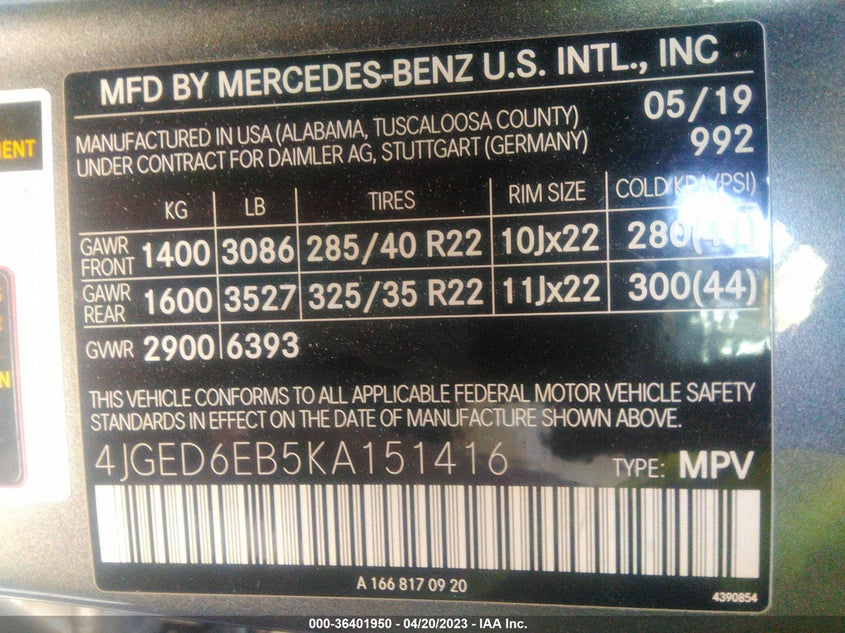 MFD BY MERCEDES-BENZ U.S. INTL., INC
MANUFACTURED IN USA (ALABAMA, TUSCALOOSA COUNTY) 05/19
UNDER CONTRACT FOR DAIMLER AG, STUTTGART (GERMANY) 992
KG LB TIRES RIM SIZE COLD KPA(PSI)
GAWR FRONT 1400 3086 285/40 R22 10Jx22 280(41)
GAWR REAR 1600 3527 325/35 R22 11Jx22 300(44)
GVWR 2900 6393
THIS VEHICLE CONFORMS TO ALL APPLICABLE FEDERAL MOTOR VEHICLE SAFETY
STANDARDS IN EFFECT ON THE DATE OF MANUFACTURE SHOWN ABOVE.
4JGED6EB5KA151416 TYPE: MPV
A 166 817 09 20
4390854
000-36401950 - 04/20/2023 - IAA Inc.